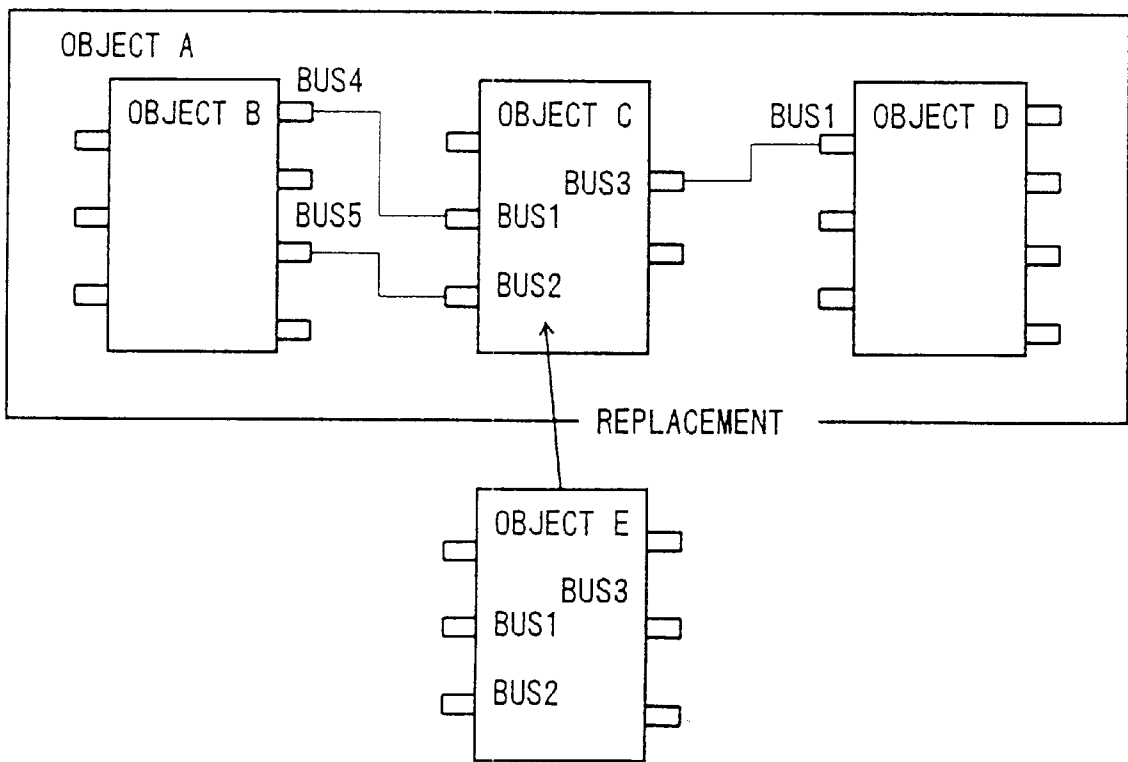 OBJECT A
BUS4
OBJECT B
OBJECT C
BUS1
OBJECT D
BUS3
BUS5
BUS1
BUS2
REPLACEMENT
OBJECT E
BUS3
BUS1
BUS2